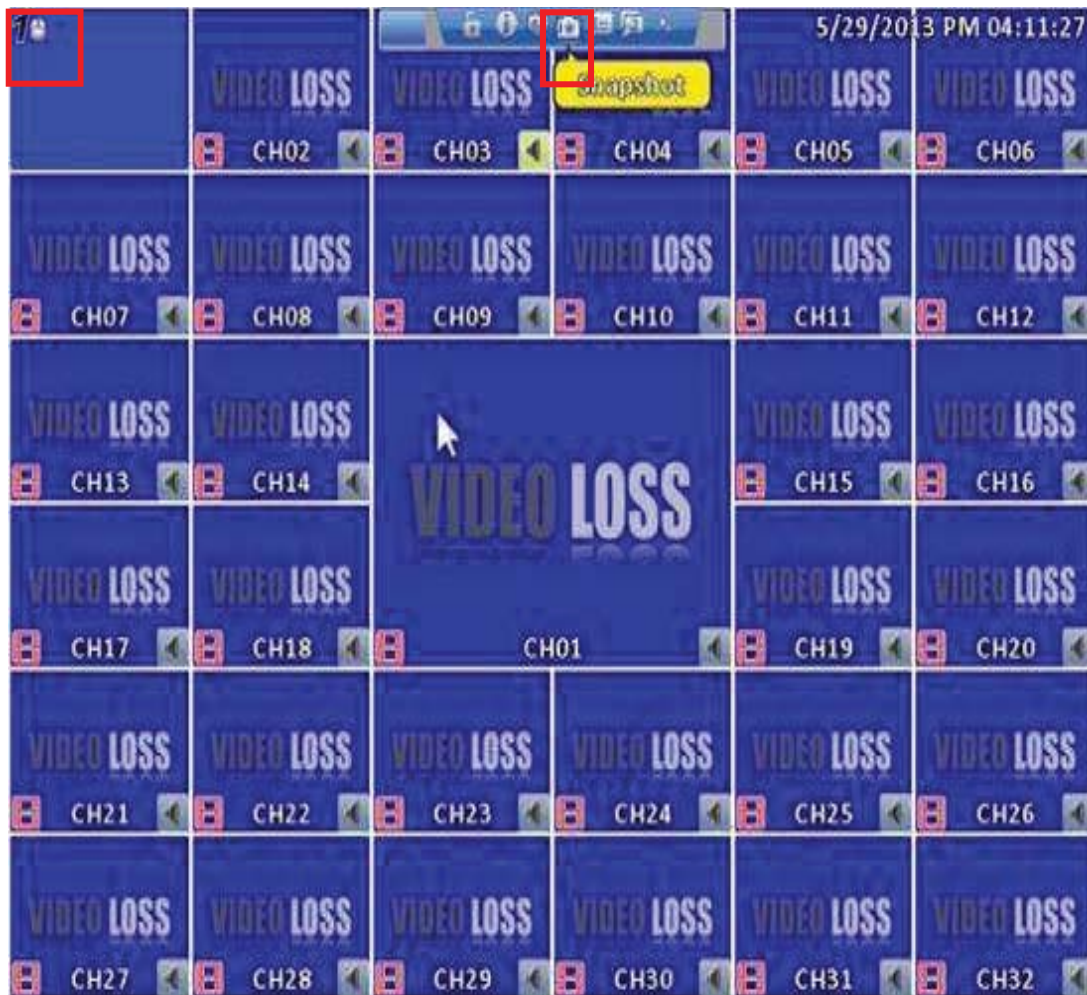 1 5/29/2013 PM 04:11:27
VIDEO LOSS VIDEO LOSS Snapshot VIDEO LOSS VIDEO LOSS
CH02 CH03 CH04 CH05 CH06
VIDEO LOSS VIDEO LOSS VIDEO LOSS VIDEO LOSS VIDEO LOSS VIDEO LOSS
CH07 CH08 CH09 CH10 CH11 CH12
VIDEO LOSS VIDEO LOSS VIDEO LOSS VIDEO LOSS
CH13 CH14 CH15 CH16
VIDEO LOSS
VIDEO LOSS VIDEO LOSS VIDEO LOSS VIDEO LOSS
CH17 CH18 CH01 CH19 CH20
VIDEO LOSS VIDEO LOSS VIDEO LOSS VIDEO LOSS VIDEO LOSS VIDEO LOSS
CH21 CH22 CH23 CH24 CH25 CH26
VIDEO LOSS VIDEO LOSS VIDEO LOSS VIDEO LOSS VIDEO LOSS VIDEO LOSS
CH27 CH28 CH29 CH30 CH31 CH32